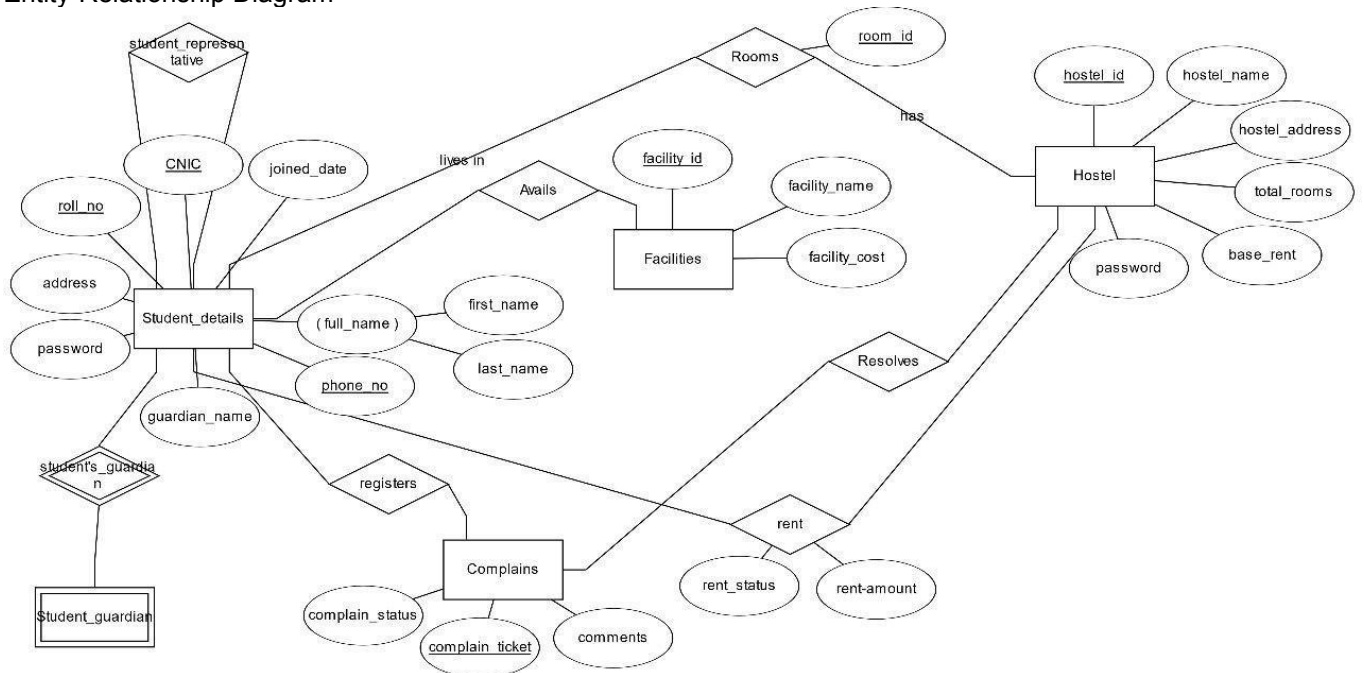 Entity Relationship Diagram
student_represen
tative
room_id
Rooms
hostel_id
hostel_name
has
CNIC
joined_date
lives in
facility_id
hostel_address
Avails
facility_name
Hostel
roll_no
total_rooms
Facilities
facility_cost
base_rent
password
address
Student_details
( full_name )
first_name
password
last_name
Resolves
phone_no
guardian_name
student's_guardia
n
registers
rent
Complains
rent_status
rent-amount
Student_guardian
complain_status
complain_ticket
comments